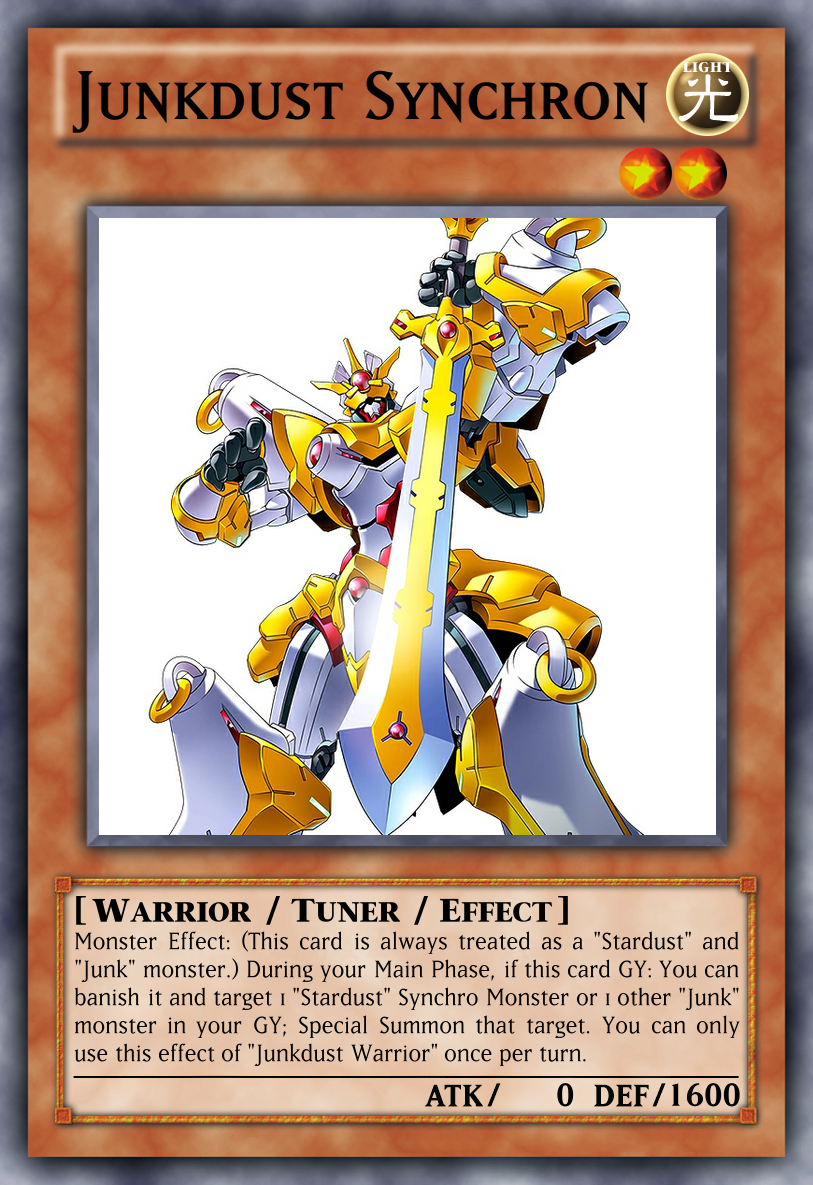 Junkdust Synchron
LIGHT
光
[ Warrior / Tuner / Effect ]
Monster Effect: (This card is always treated as a "Stardust" and
"Junk" monster.) During your Main Phase, if this card GY: You can
banish it and target 1 "Stardust" Synchro Monster or 1 other "Junk"
monster in your GY; Special Summon that target. You can only
use this effect of "Junkdust Warrior" once per turn.
ATK/ 0 DEF/1600